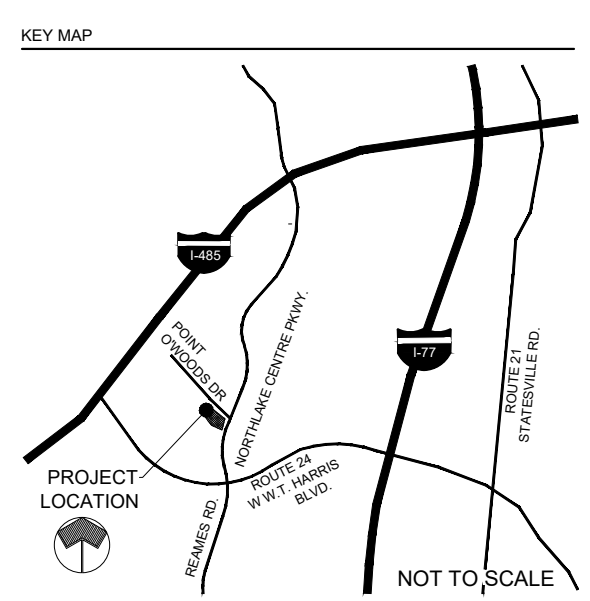 KEY MAP
I-485
POINT
O'WOODS DR
NORTHLAKE CENTRE PKWY.
I-77
ROUTE 21
STATESVILLE RD.
PROJECT
LOCATION
ROUTE 24
W W.T. HARRIS
BLVD.
REAMES RD.
NOT TO SCALE